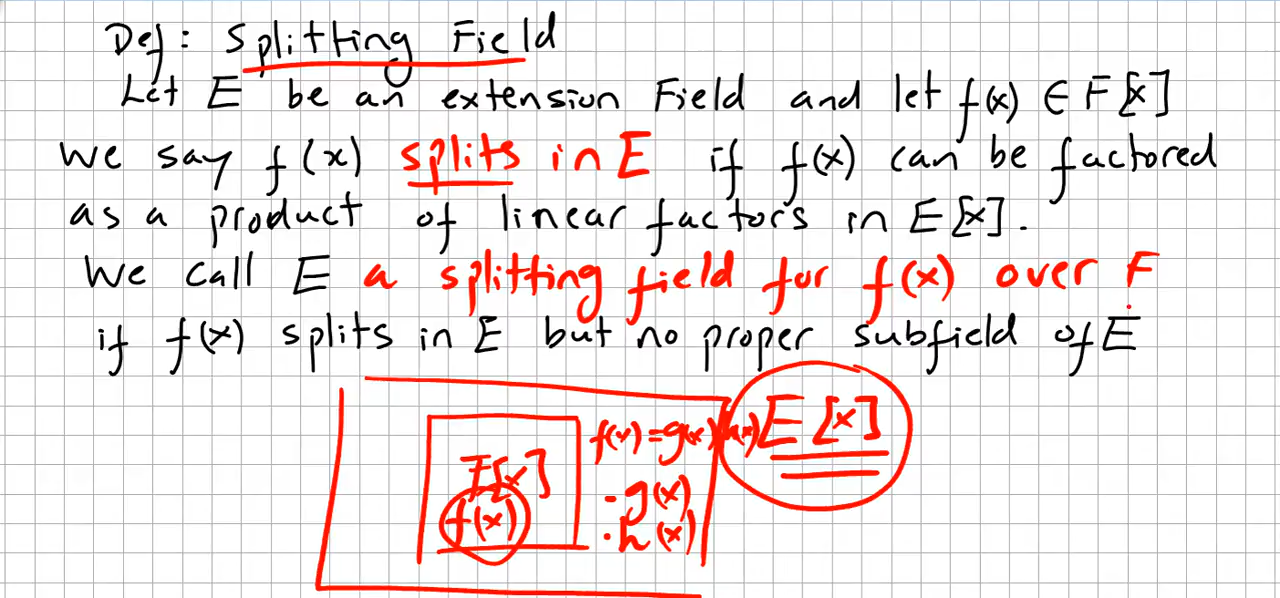 Def: Splitting Field
Let E be an extension Field and let f(x) ∈ F[x]
We say f(x) splits in E if f(x) can be factored
as a product of linear factors in E[x].
We call E a splitting field for f(x) over F
if f(x) splits in E but no proper subfield of E
f(x) = g(x) h(x) E[x]
F[x]
f(x)
· g(x)
· h(x)